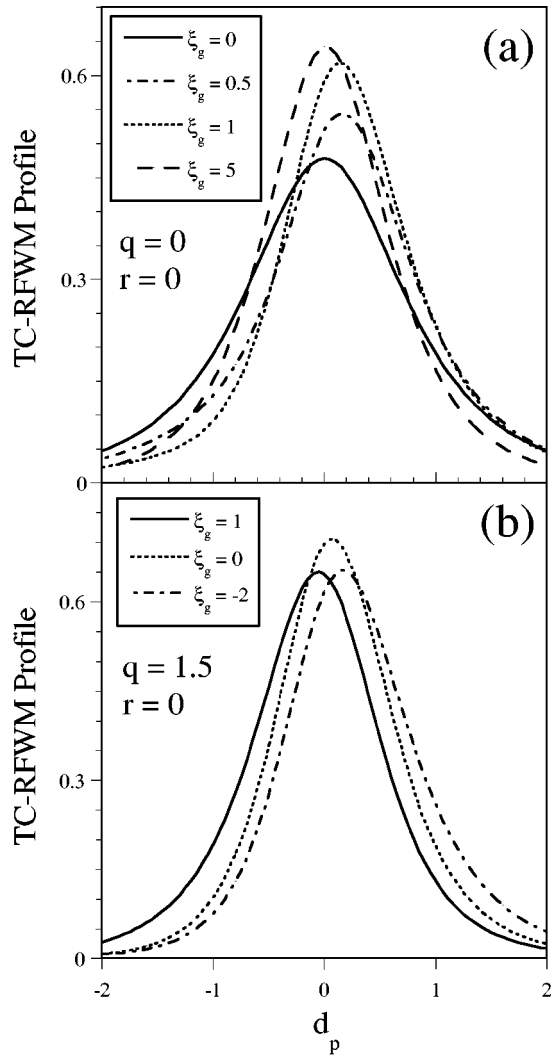 (a)
ξg = 0
ξg = 0.5
ξg = 1
ξg = 5
q = 0
r = 0
TC-RFWM Profile
0.6
0.3
0
(b)
ξg = 1
ξg = 0
ξg = -2
q = 1.5
r = 0
TC-RFWM Profile
0.6
0.3
0
-2 -1 0 1 2
dp